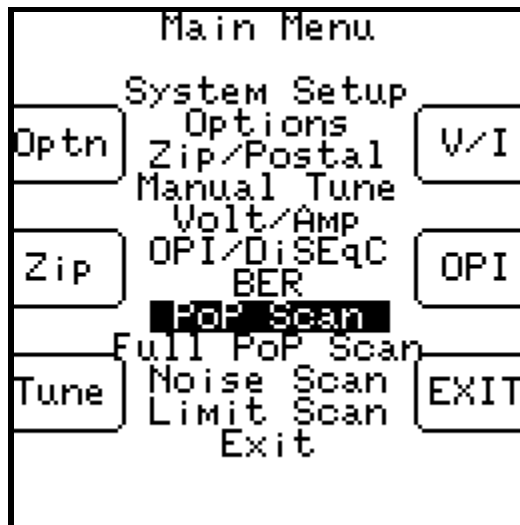 Main Menu
System Setup
Options
Zip/Postal
Manual Tune
Volt/Amp
OPI/DiSEqC
BER
PoP Scan
Full PoP Scan
Noise Scan
Limit Scan
Exit
Optn
Zip
Tune
V/I
OPI
EXIT